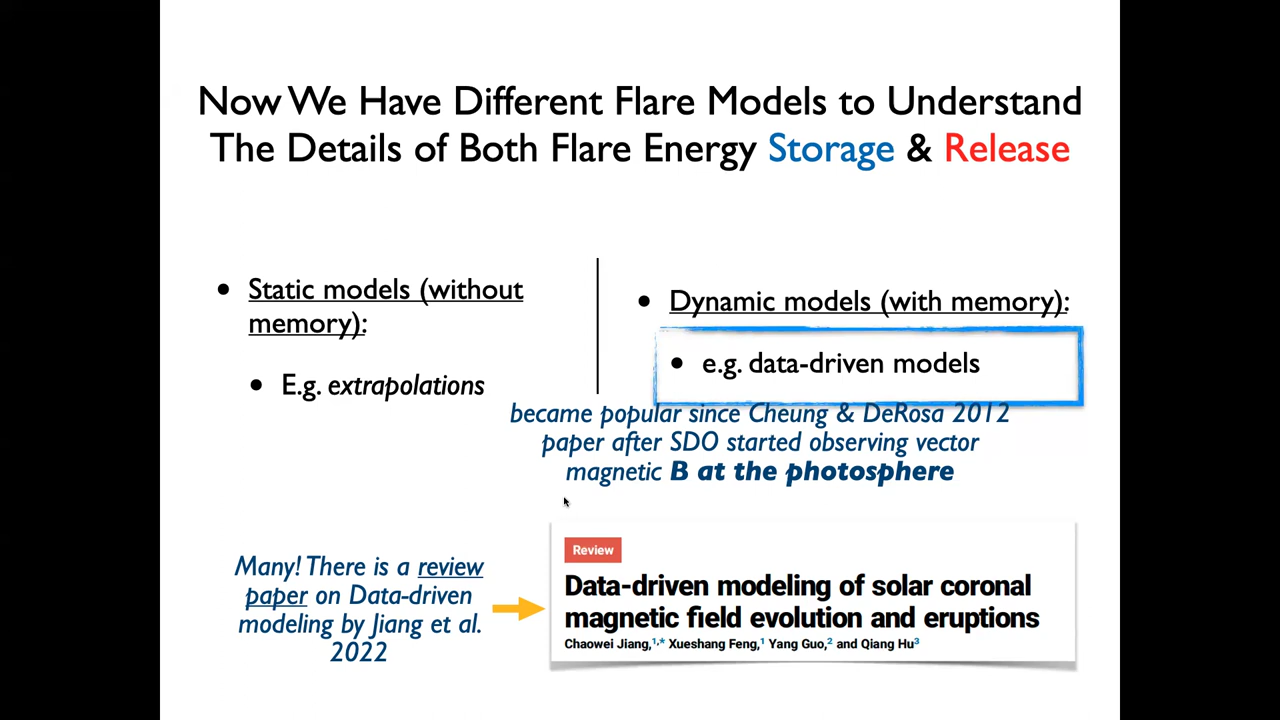 Now We Have Different Flare Models to Understand
The Details of Both Flare Energy Storage & Release
• Static models (without
memory):
• E.g. extrapolations
• Dynamic models (with memory):
• e.g. data-driven models
became popular since Cheung & DeRosa 2012
paper after SDO started observing vector
magnetic B at the photosphere
Many! There is a review
paper on Data-driven
modeling by Jiang et al.
2022
Review
Data-driven modeling of solar coronal
magnetic field evolution and eruptions
Chaowei Jiang,¹,* Xueshang Feng,¹ Yang Guo,² and Qiang Hu³